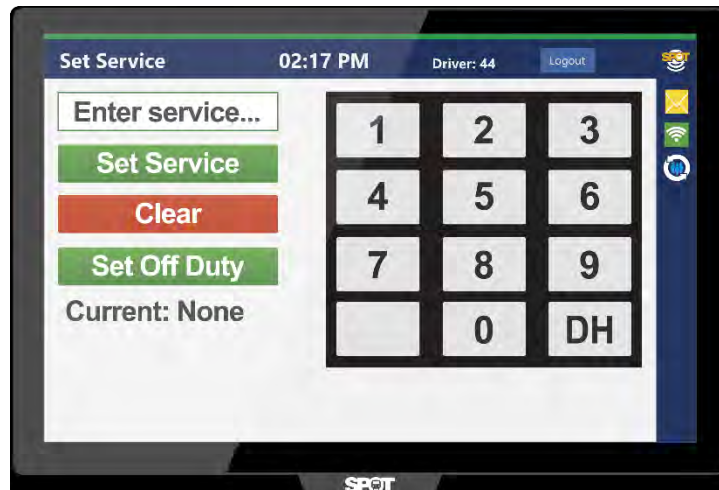 Set Service 02:17 PM Driver: 44 Logout SPOT
Enter service...
Set Service
Clear
Set Off Duty
Current: None
1 2 3
4 5 6
7 8 9
0 DH
SPOT